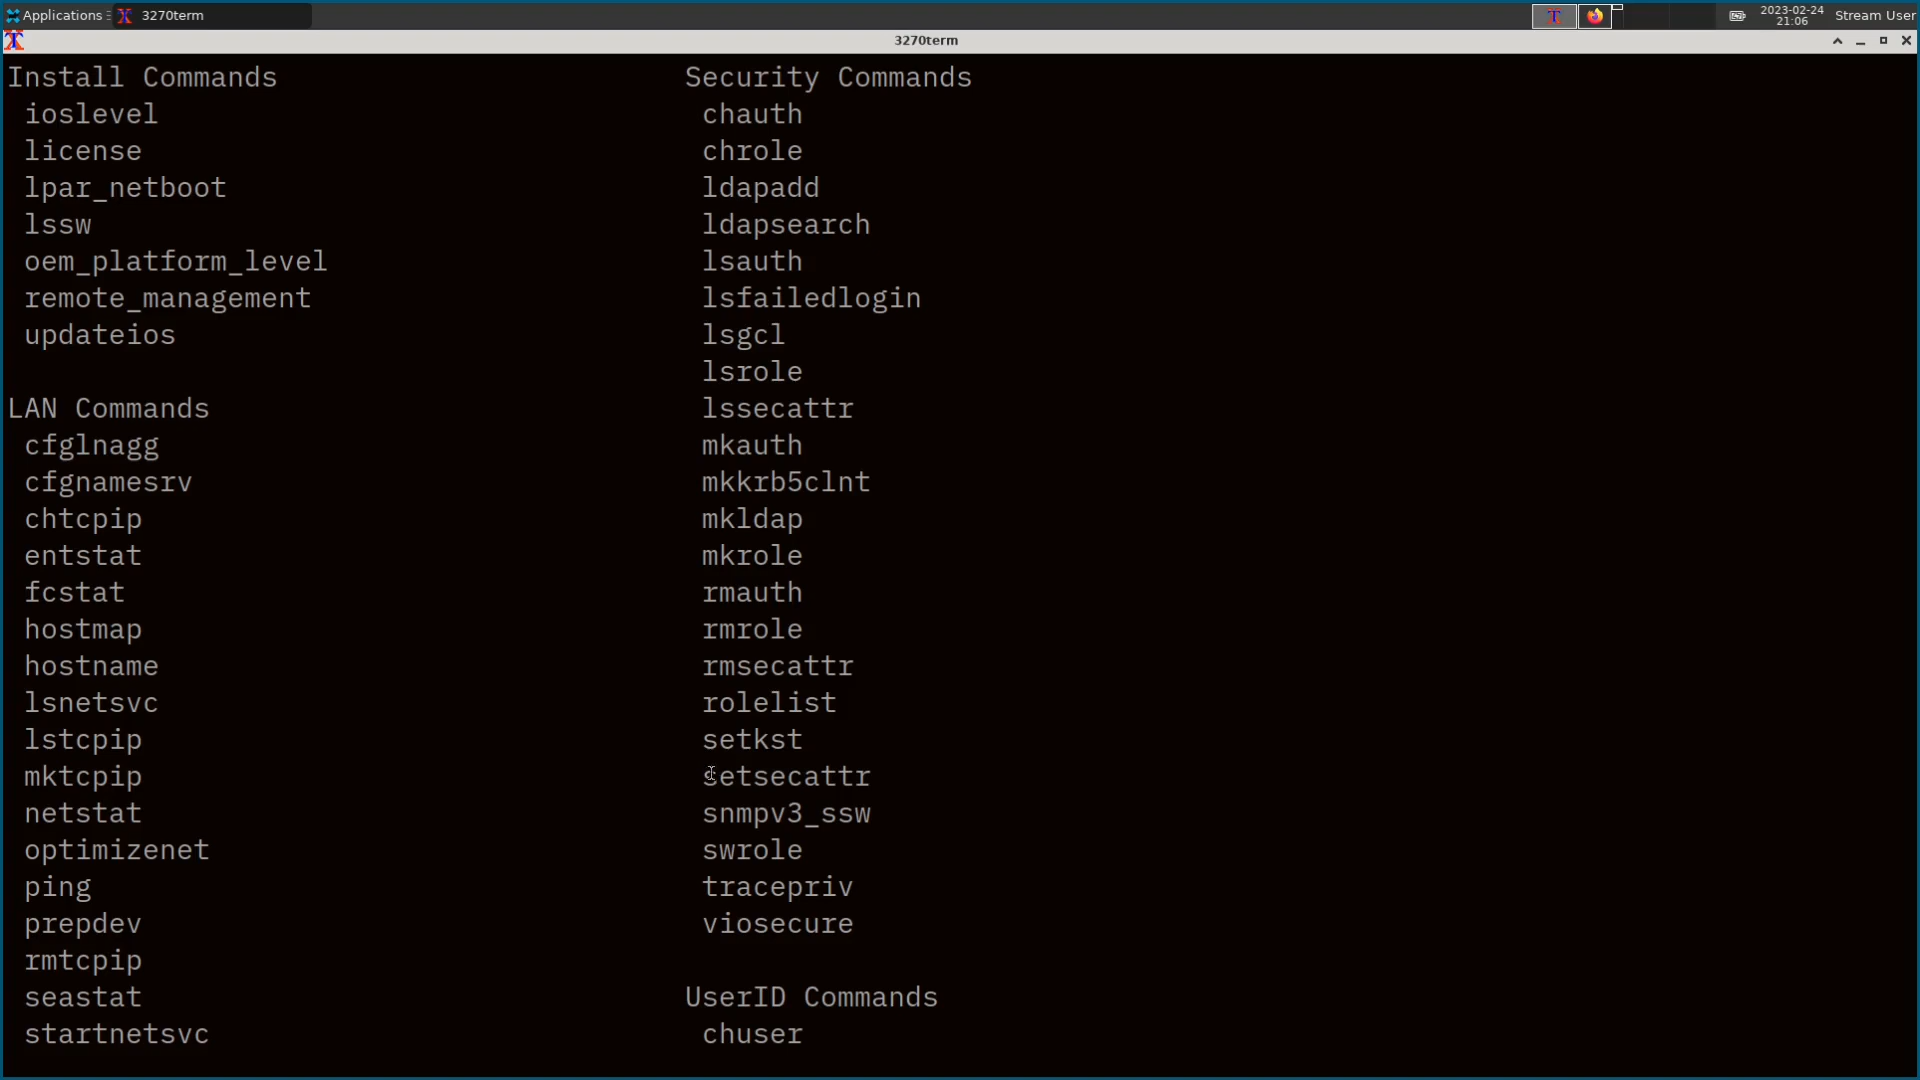 Applications
3270term
2023-02-24
21:06
Stream User
3270term
Install Commands
ioslevel
license
lpar_netboot
lssw
oem_platform_level
remote_management
updateios
LAN Commands
cfglnagg
cfgnamesrv
chtcpip
entstat
fcstat
hostmap
hostname
lsnetsvc
lstcpip
mktcpip
netstat
optimizenet
ping
prepdev
rmtcpip
seastat
startnetsvc
Security Commands
chauth
chrole
ldapadd
ldapsearch
lsauth
lsfailedlogin
lsgcl
lsrole
lssecattr
mkauth
mkkrb5clnt
mkldap
mkrole
rmauth
rmrole
rmsecattr
rolelist
setkst
setsecattr
snmpv3_ssw
swrole
tracepriv
viosecure
UserID Commands
chuser